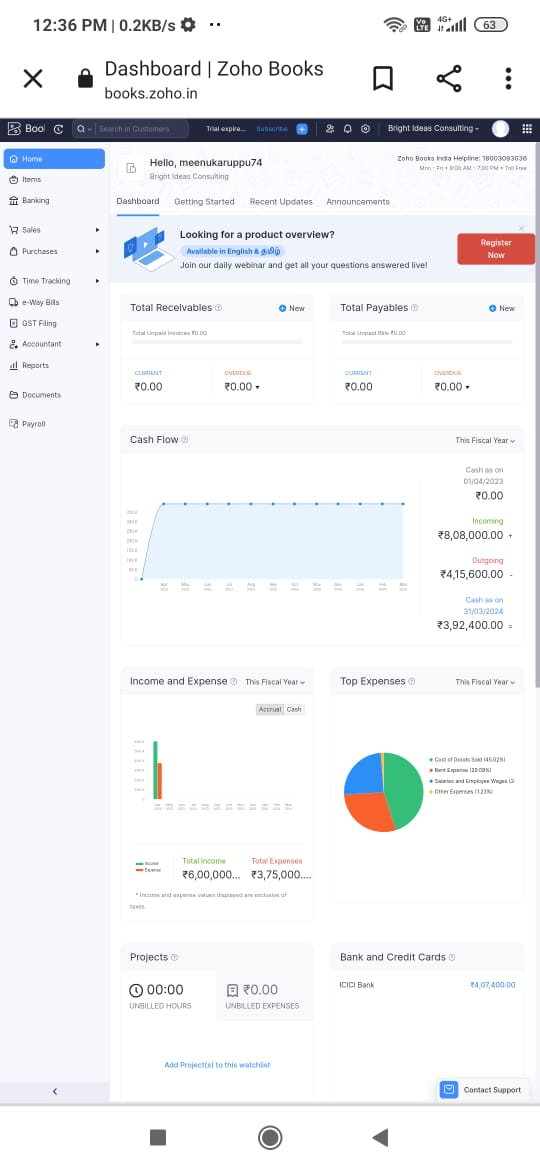 12:36 PM | 0.2KB/s
Vo LTE
4G+
63
Dashboard | Zoho Books
books.zoho.in
Boo
Search in Customers
Trial expire...
Subscribe
Bright Ideas Consulting
Home
Items
Banking
Sales
Purchases
Time Tracking
e-Way Bills
GST Filing
Accountant
Reports
Documents
Payroll
Hello, meenukaruppu74
Bright Ideas Consulting
Zoho Books India Helpline: 18003093036
Mon - Fri • 9:00 AM - 7:00 PM • Toll Free
Dashboard Getting Started Recent Updates Announcements
Looking for a product overview?
Available in English & தமிழ்
Join our daily webinar and get all your questions answered live!
Register
Now
Total Receivables
New
Total Unpaid Invoices ₹0.00
CURRENT
₹0.00
OVERDUE
₹0.00
Total Payables
New
Total Unpaid Bills ₹0.00
CURRENT
₹0.00
OVERDUE
₹0.00
Cash Flow
This Fiscal Year
Cash as on
01/04/2023
₹0.00
Incoming
₹8,08,000.00 +
Outgoing
₹4,15,600.00 -
Cash as on
31/03/2024
₹3,92,400.00 =
Apr May Jun Jul Aug Sep Oct Nov Dec Jan Feb Mar
Income and Expense
This Fiscal Year
Accrual Cash
Income
Expense
Total Income
₹6,00,000...
Total Expenses
₹3,75,000....
* Income and expense values displayed are exclusive of
taxes.
Top Expenses
This Fiscal Year
Cost of Goods Sold (45.02%)
Rent Expense (28.09%)
Salaries and Employee Wages (2-
Other Expenses (1.23%)
Projects
00:00
UNBILLED HOURS
₹0.00
UNBILLED EXPENSES
Add Project(s) to this watchlist
Bank and Credit Cards
ICICI Bank
₹4,07,400.00
Contact Support